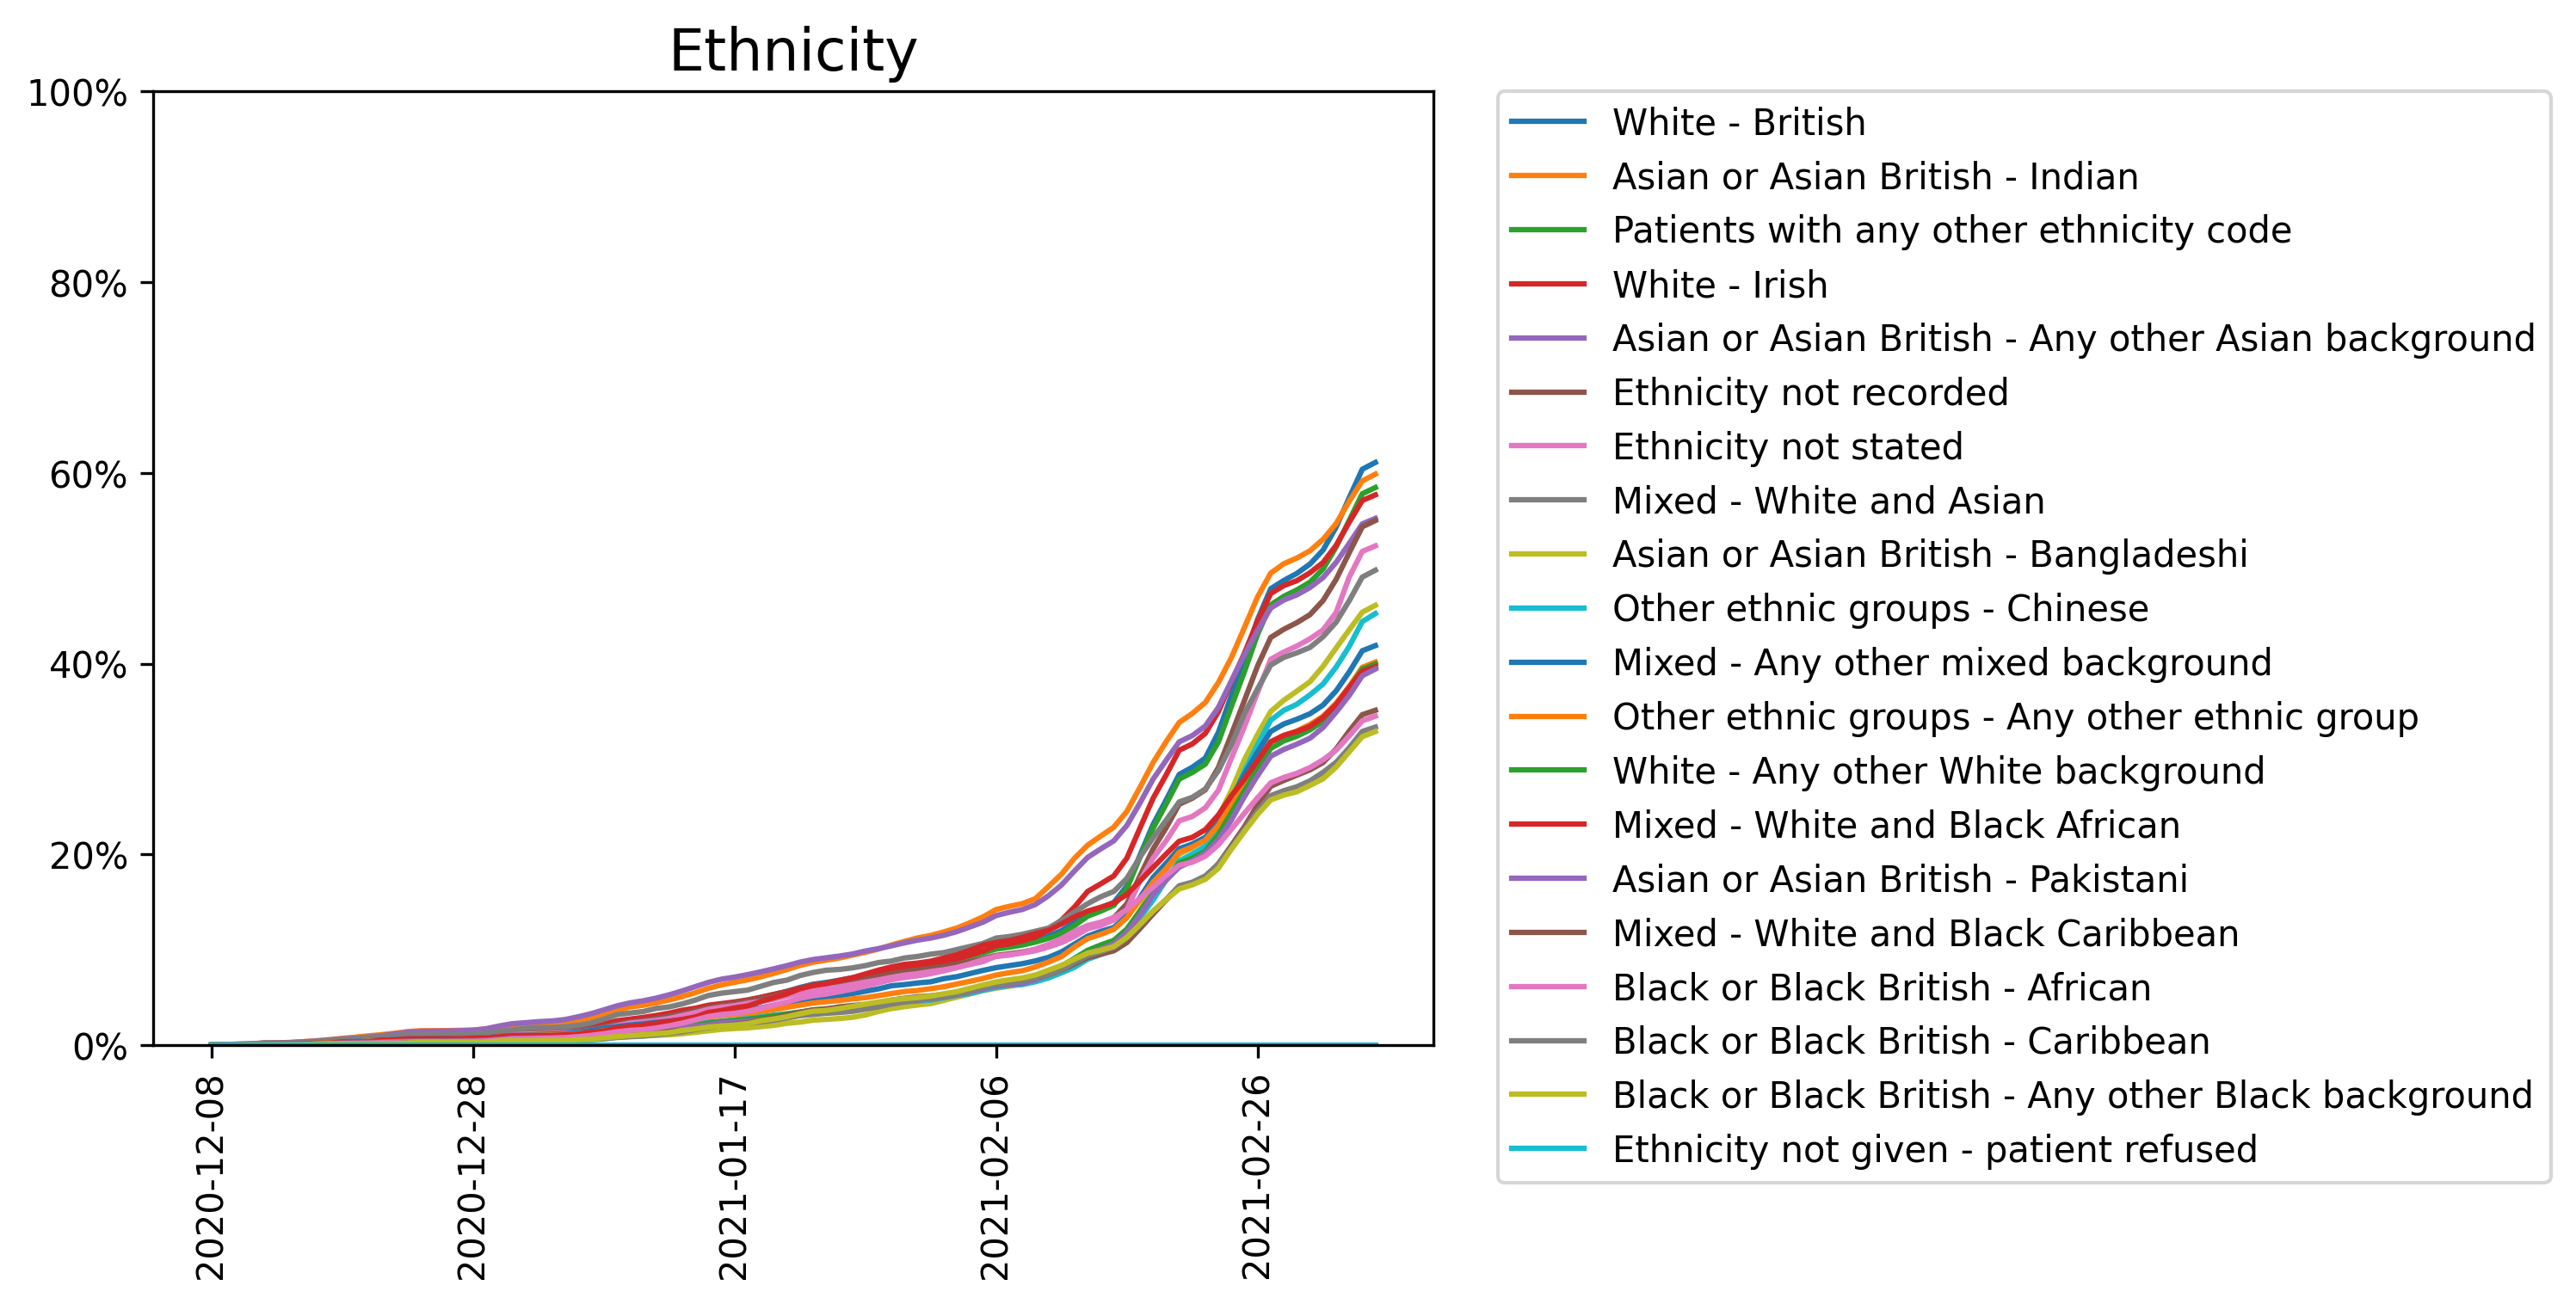 Ethnicity
100%
80%
60%
40%
20%
0%
2020-12-08
2020-12-28
2021-01-17
2021-02-06
2021-02-26
White - British
Asian or Asian British - Indian
Patients with any other ethnicity code
White - Irish
Asian or Asian British - Any other Asian background
Ethnicity not recorded
Ethnicity not stated
Mixed - White and Asian
Asian or Asian British - Bangladeshi
Other ethnic groups - Chinese
Mixed - Any other mixed background
Other ethnic groups - Any other ethnic group
White - Any other White background
Mixed - White and Black African
Asian or Asian British - Pakistani
Mixed - White and Black Caribbean
Black or Black British - African
Black or Black British - Caribbean
Black or Black British - Any other Black background
Ethnicity not given - patient refused